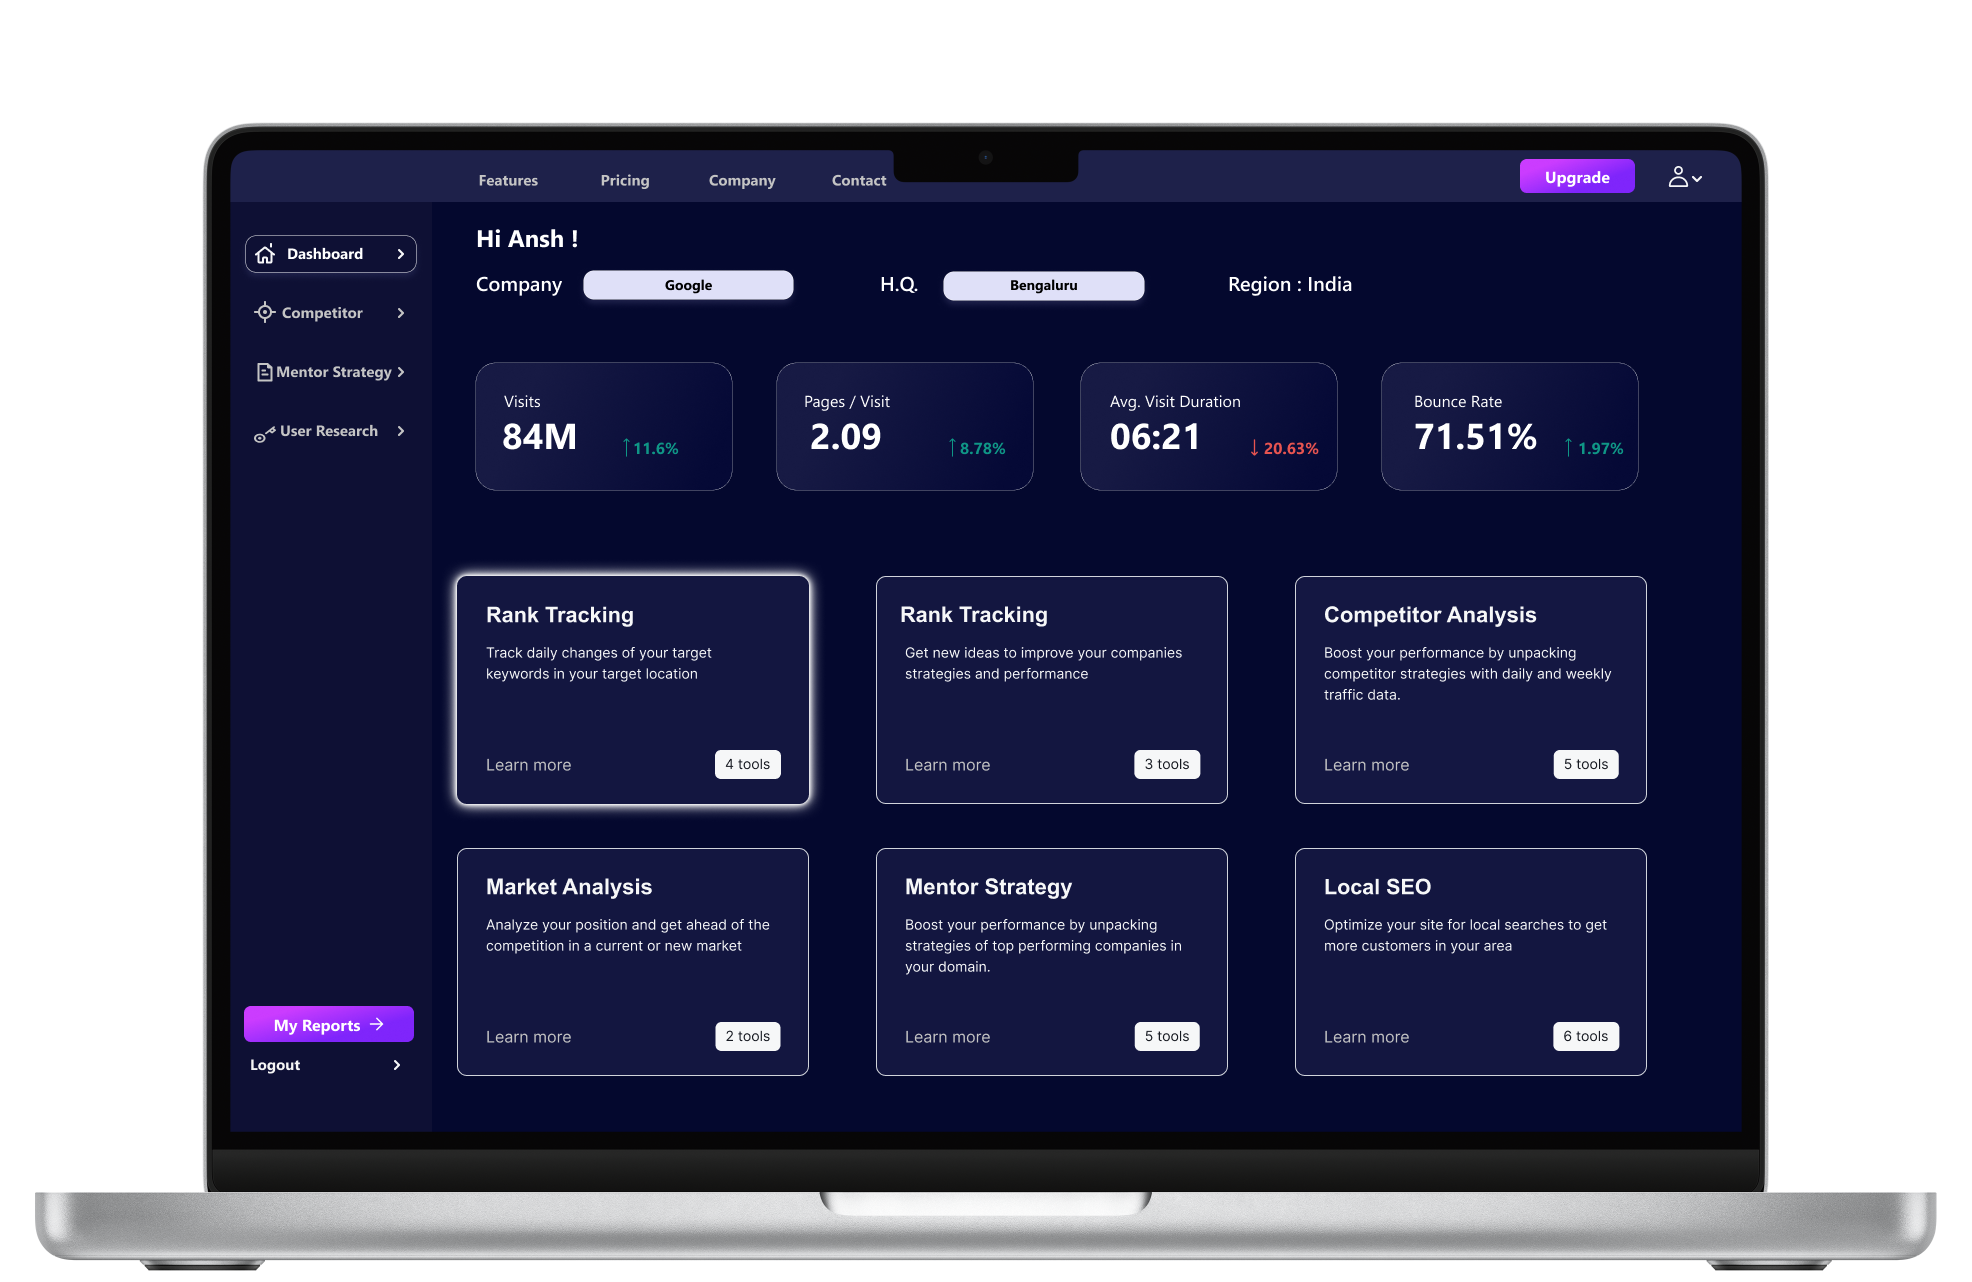 Features Pricing Company Contact Upgrade
Hi Ansh !
Company Google H.Q. Bengaluru Region : India
Dashboard
Competitor
Mentor Strategy
User Research
My Reports
Logout
Visits
84M ↑11.6%
Pages / Visit
2.09 ↑8.78%
Avg. Visit Duration
06:21 ↓20.63%
Bounce Rate
71.51% ↑1.97%
Rank Tracking
Track daily changes of your target
keywords in your target location
Learn more 4 tools
Rank Tracking
Get new ideas to improve your companies
strategies and performance
Learn more 3 tools
Competitor Analysis
Boost your performance by unpacking
competitor strategies with daily and weekly
traffic data.
Learn more 5 tools
Market Analysis
Analyze your position and get ahead of the
competition in a current or new market
Learn more 2 tools
Mentor Strategy
Boost your performance by unpacking
strategies of top performing companies in
your domain.
Learn more 5 tools
Local SEO
Optimize your site for local searches to get
more customers in your area
Learn more 6 tools